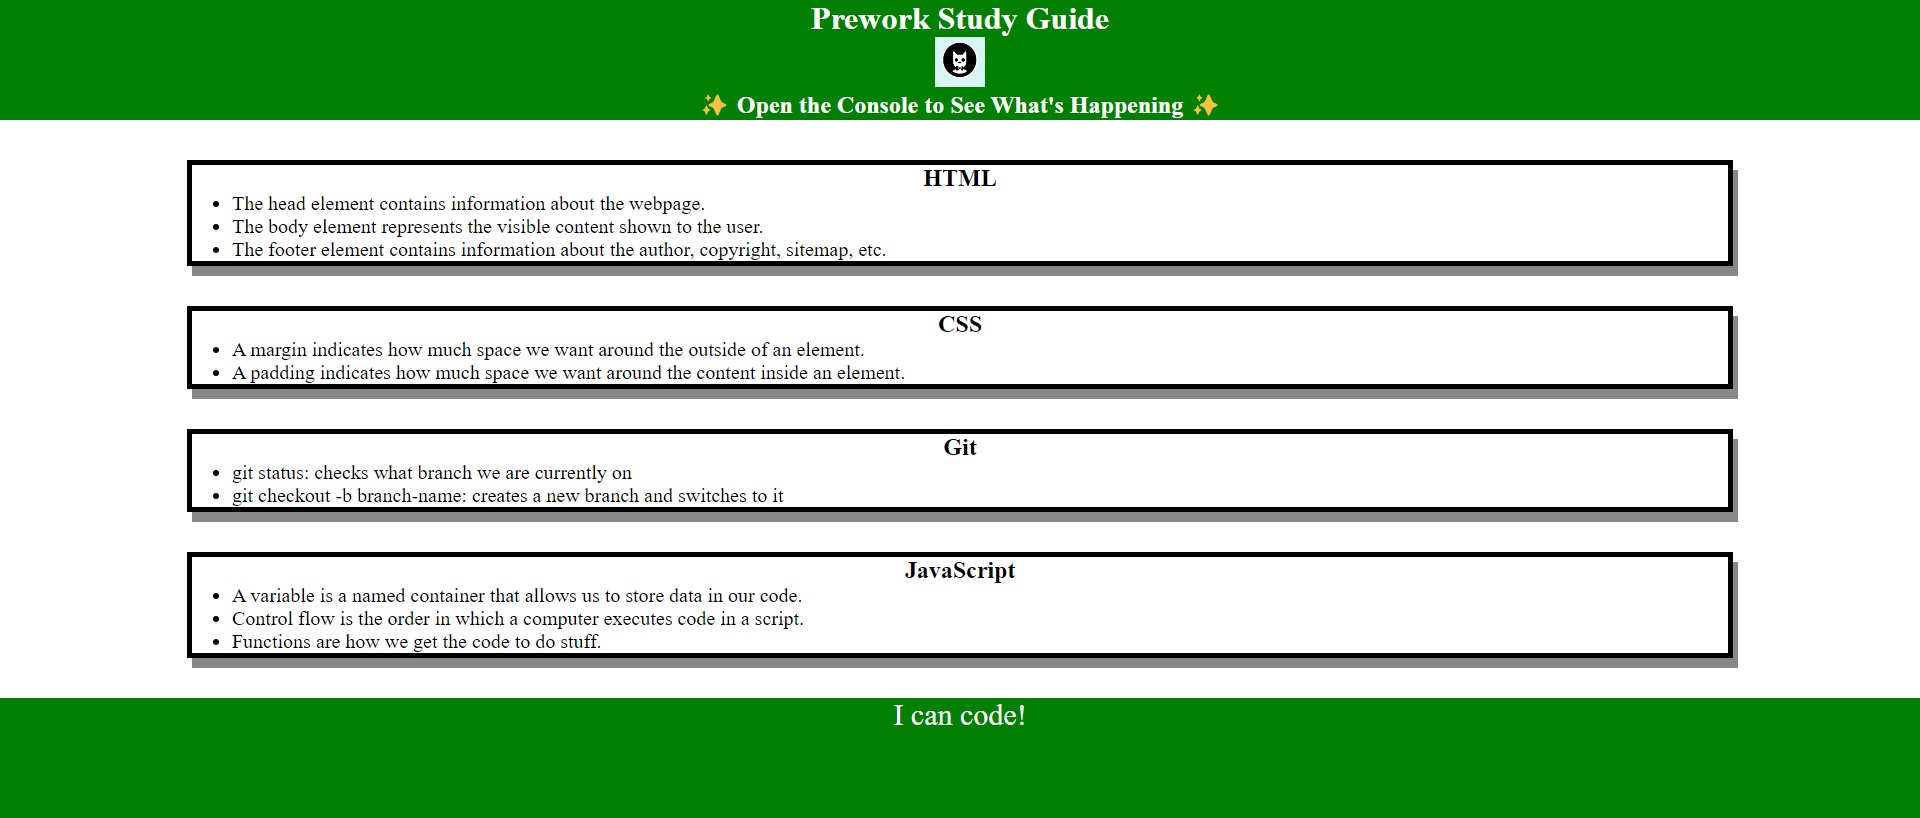 Prework Study Guide
✨ Open the Console to See What's Happening ✨
HTML
• The head element contains information about the webpage.
• The body element represents the visible content shown to the user.
• The footer element contains information about the author, copyright, sitemap, etc.
CSS
• A margin indicates how much space we want around the outside of an element.
• A padding indicates how much space we want around the content inside an element.
Git
• git status: checks what branch we are currently on
• git checkout -b branch-name: creates a new branch and switches to it
JavaScript
• A variable is a named container that allows us to store data in our code.
• Control flow is the order in which a computer executes code in a script.
• Functions are how we get the code to do stuff.
I can code!